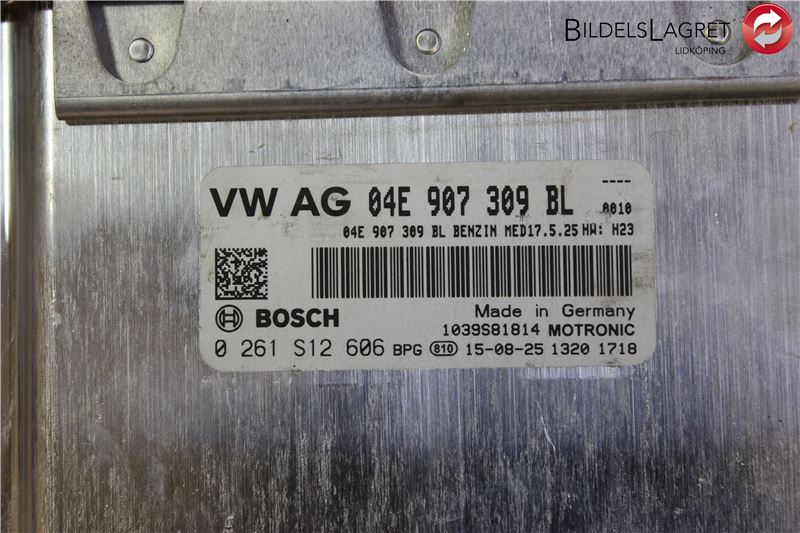 BILDELSLAGRET
LIDKÖPING
----
VW AG 04E 907 309 BL 0010
04E 907 309 BL BENZIN MED17.5.25 HW: H23
BOSCH
Made in Germany
1039S81814 MOTRONIC
0 261 S12 606 BPG 810 15-08-25 1320 1718